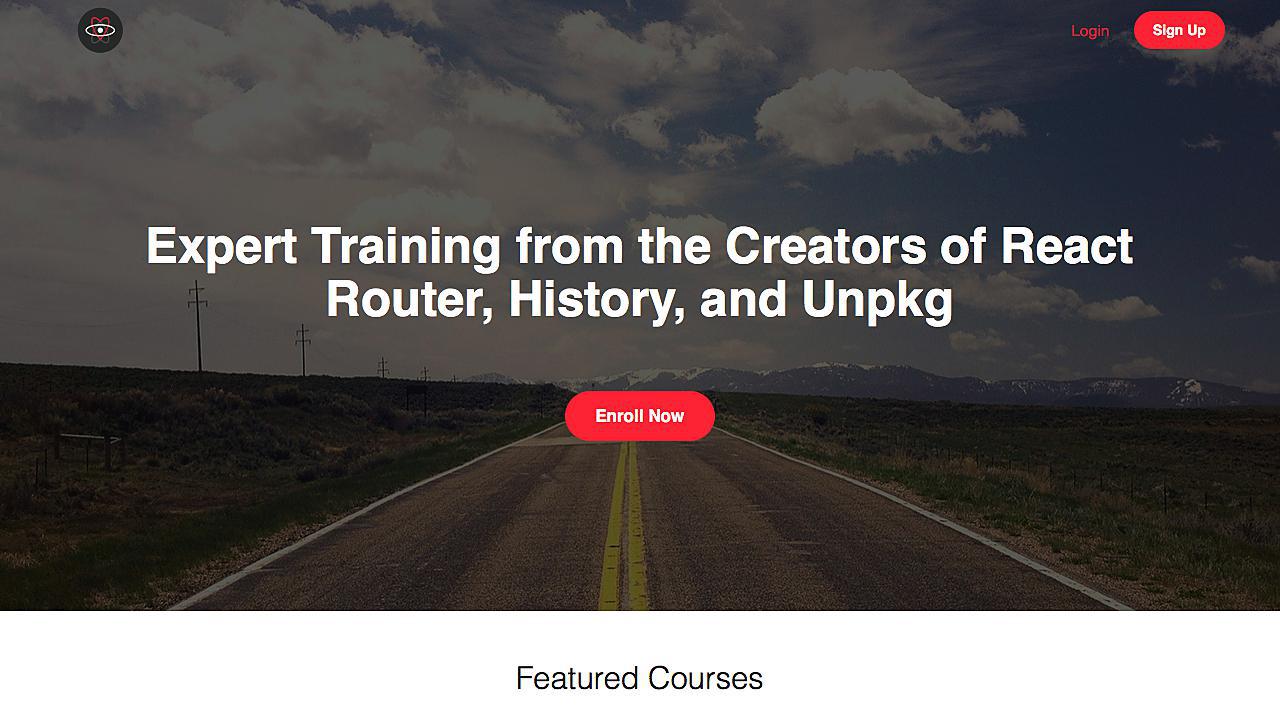 Login
Sign Up
Expert Training from the Creators of React
Router, History, and Unpkg
Enroll Now
Featured Courses